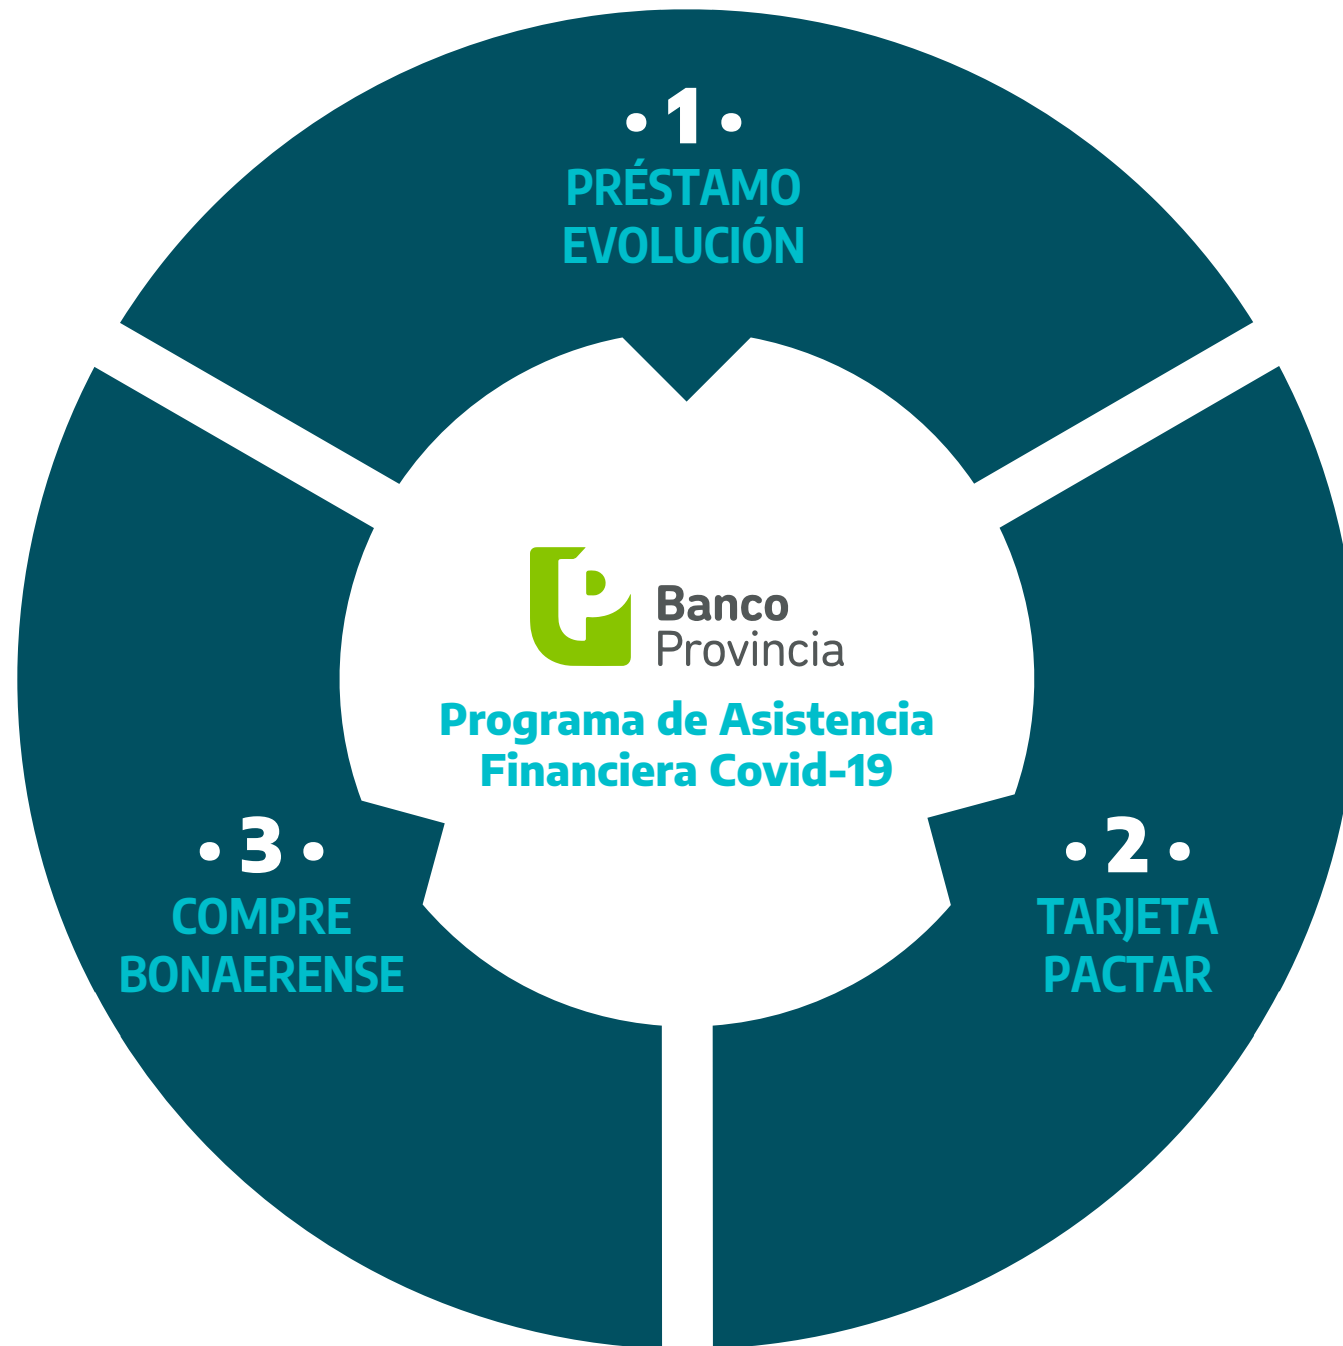 • 1 •
PRÉSTAMO
EVOLUCIÓN
Banco
Provincia
Programa de Asistencia
Financiera Covid-19
• 2 •
TARJETA
PACTAR
• 3 •
COMPRE
BONAERENSE